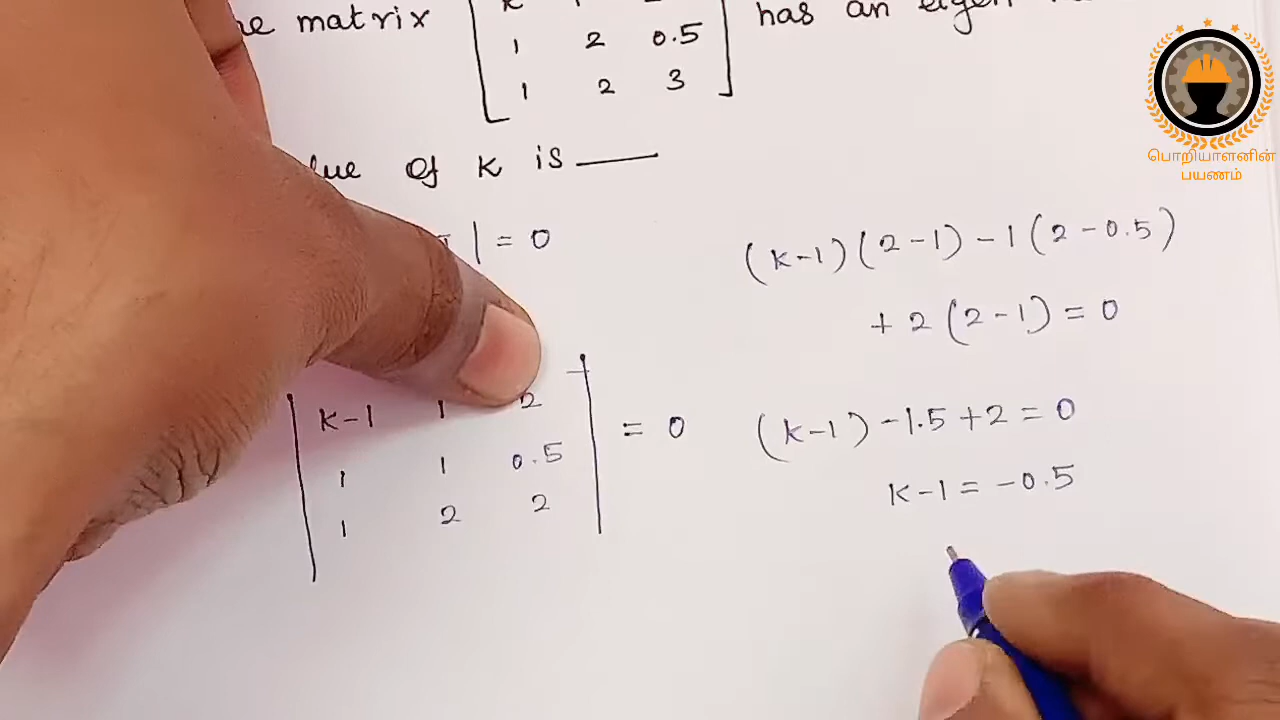 matrix has an
1 2 0.5
1 2 3
of K is
| = 0
K-1 1 2
1 1 0.5 = 0
1 2 2
(K-1)(2-1)-1(2-0.5)
+ 2(2-1) = 0
(K-1) -1.5+2 = 0
K-1 = -0.5
பொறியாளனின்
பயணம்